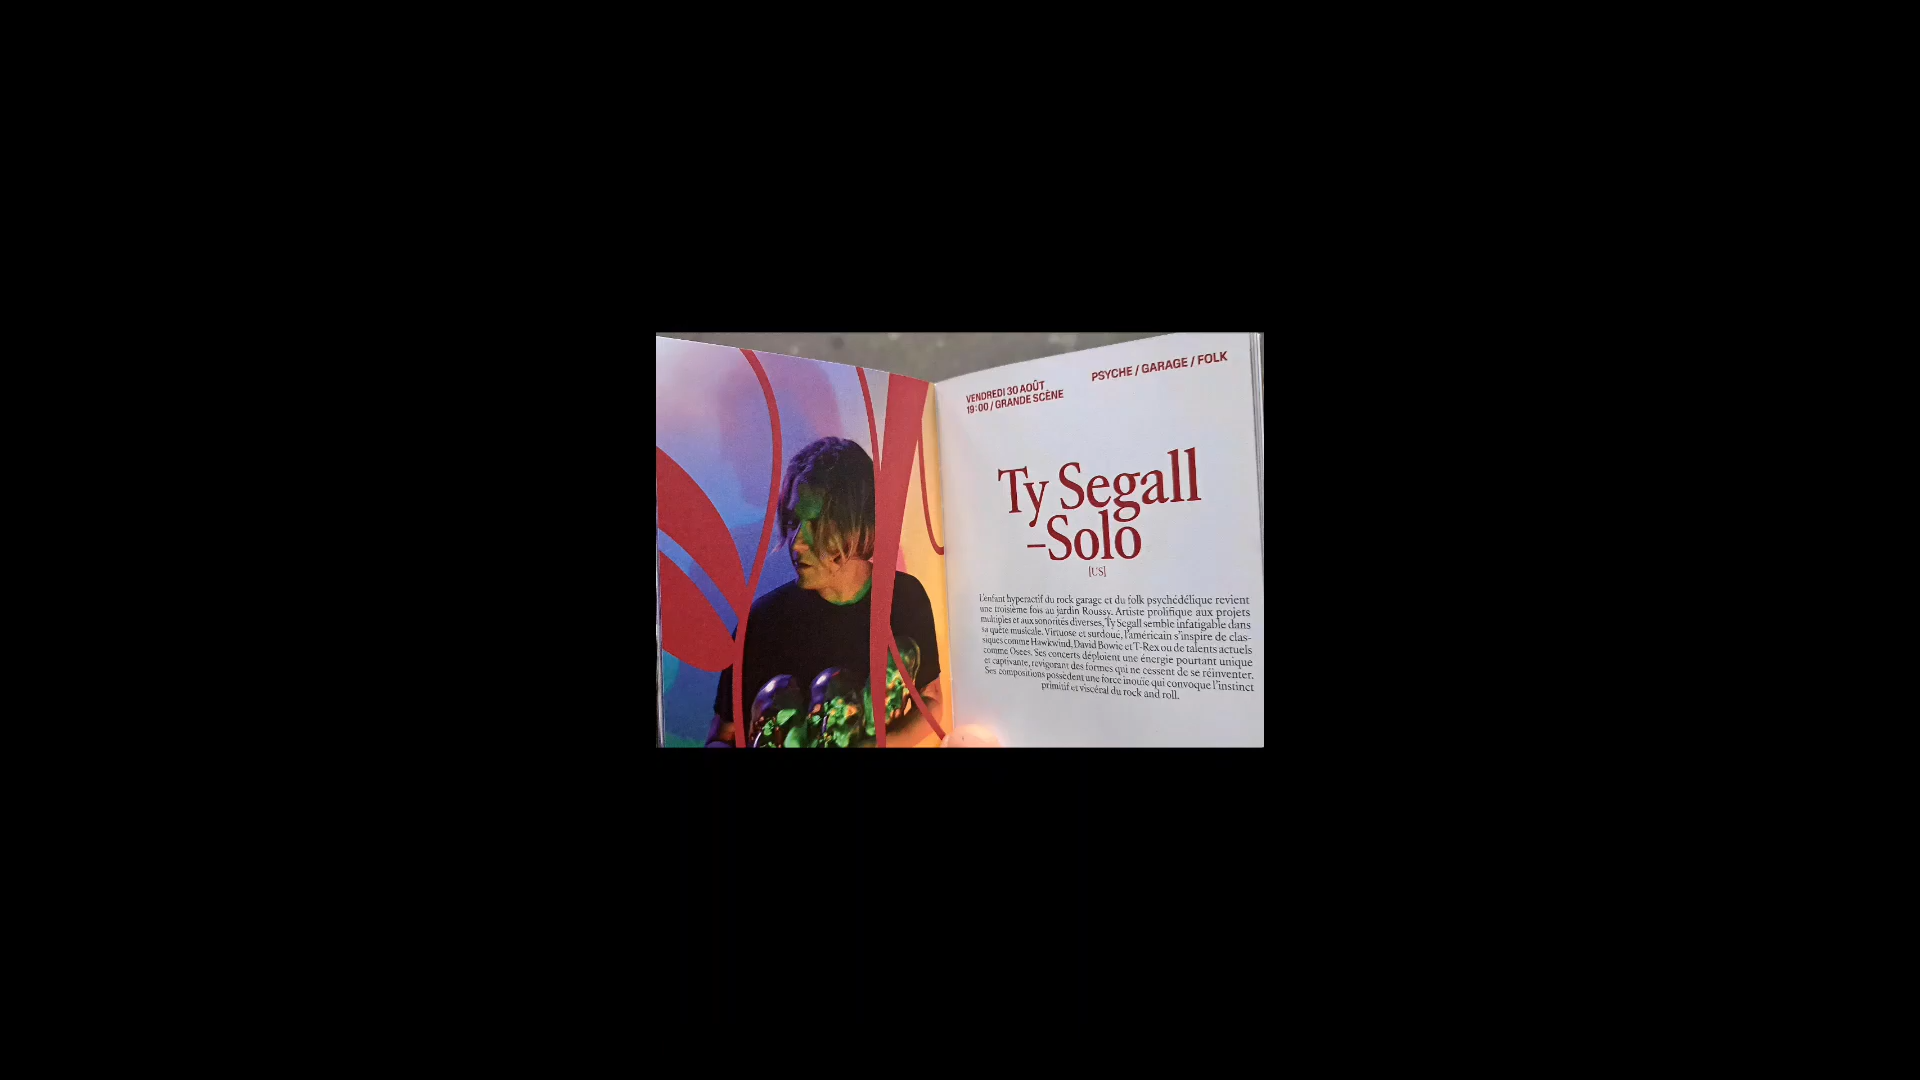 VENDREDI 30 AOÛT
19:00 / GRANDE SCÈNE
PSYCHE / GARAGE / FOLK
Ty Segall
–Solo
[US]
L'enfant hyperactif du rock garage et du folk psychédélique revient
une troisième fois au jardin Roussy. Artiste prolifique aux projets
multiples et aux sonorités diverses, Ty Segall semble infatigable dans
sa quête musicale. Virtuose et surdoué, l'américain s'inspire de clas-
siques comme Hawkwind, David Bowie et T-Rex ou de talents actuels
comme Osees. Ses concerts déploient une énergie pourtant unique
et captivante, revigorant des formes qui ne cessent de se réinventer.
Ses compositions possèdent une force inouïe qui convoque l'instinct
primitif et viscéral du rock and roll.